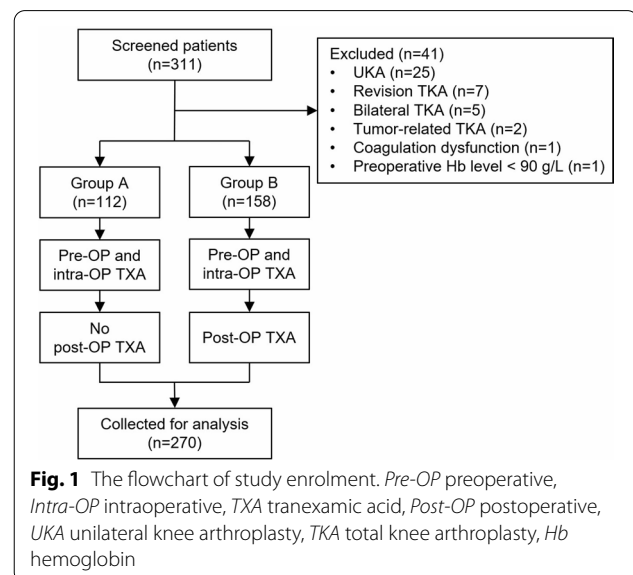 Screened patients
(n=311)
Excluded (n=41)
• UKA (n=25)
• Revision TKA (n=7)
• Bilateral TKA (n=5)
• Tumor-related TKA (n=2)
• Coagulation dysfunction (n=1)
• Preoperative Hb level < 90 g/L (n=1)
Group A
(n=112)
Group B
(n=158)
Pre-OP and
intra-OP TXA
Pre-OP and
intra-OP TXA
No
post-OP TXA
Post-OP TXA
Collected for analysis
(n=270)
Fig. 1 The flowchart of study enrolment. Pre-OP preoperative,
Intra-OP intraoperative, TXA tranexamic acid, Post-OP postoperative,
UKA unilateral knee arthroplasty, TKA total knee arthroplasty, Hb
hemoglobin